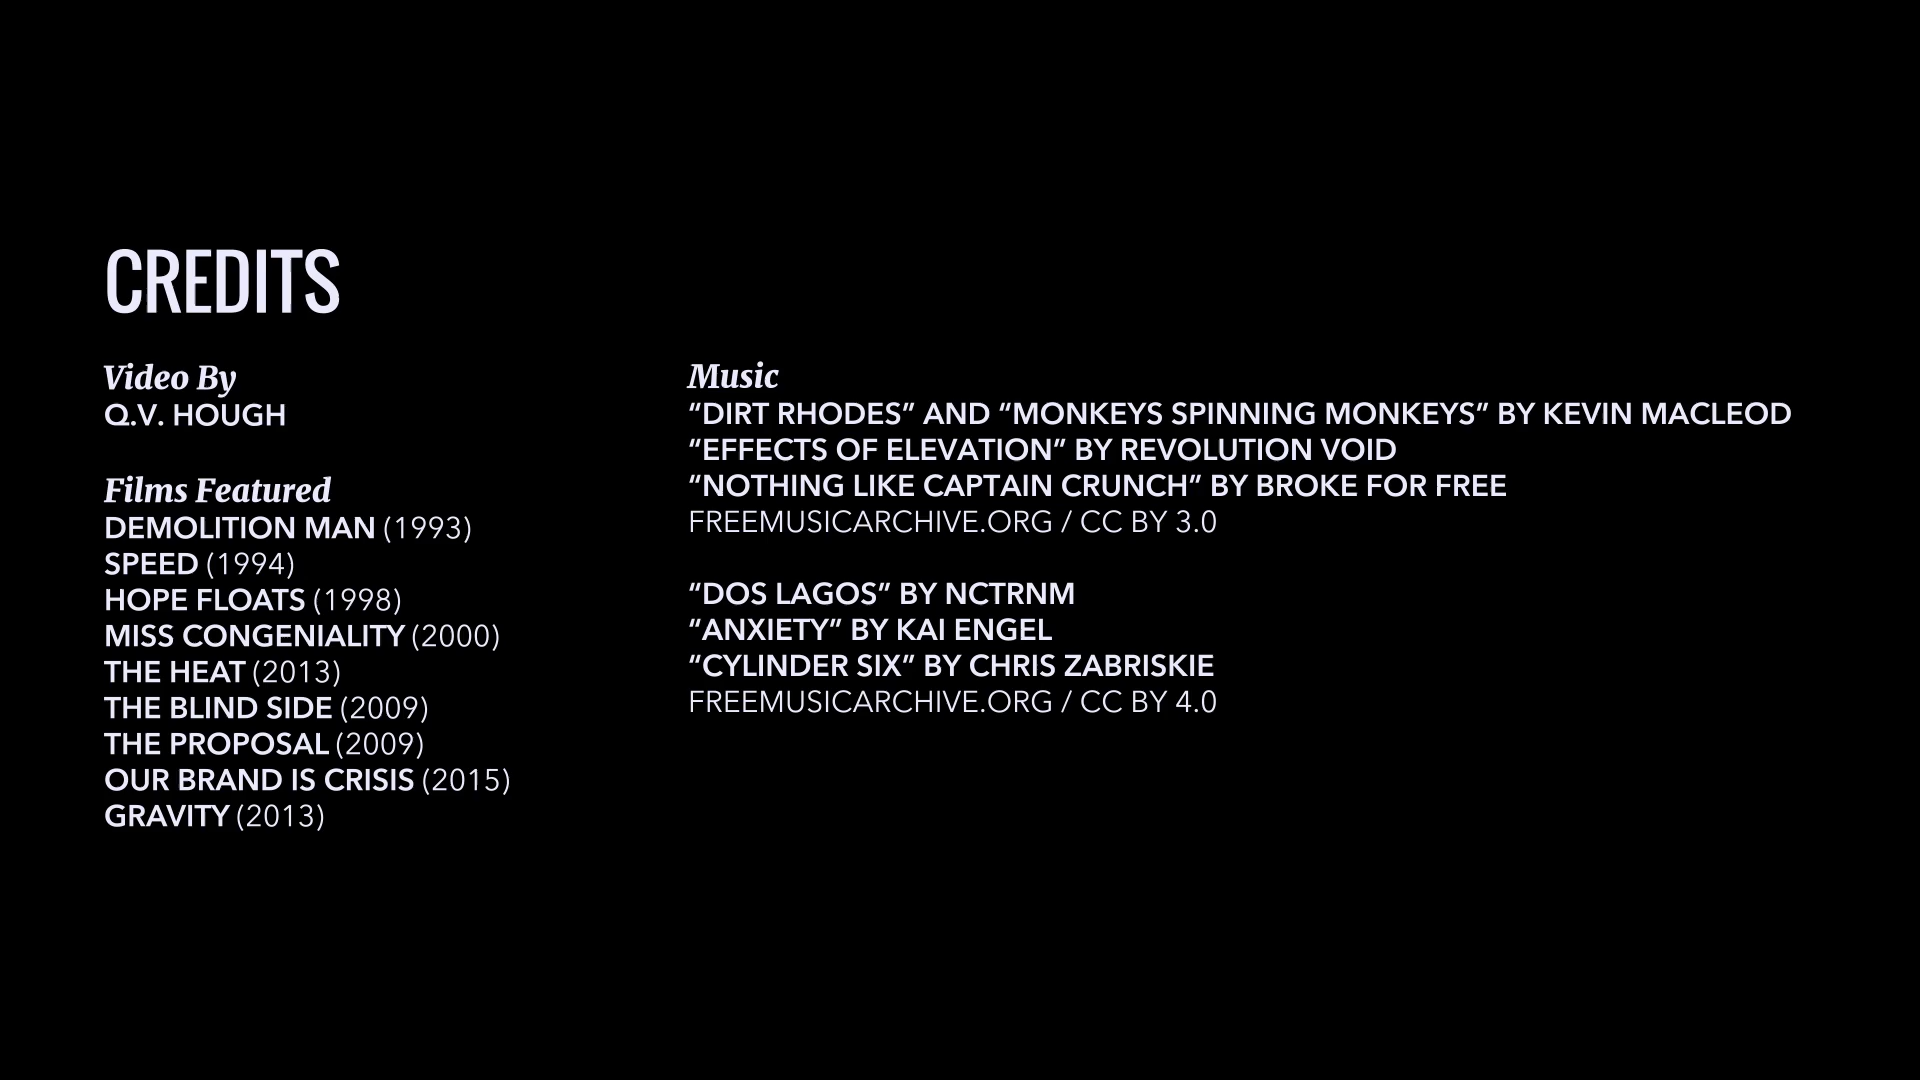 CREDITS
Video By
Q.V. HOUGH
Films Featured
DEMOLITION MAN (1993)
SPEED (1994)
HOPE FLOATS (1998)
MISS CONGENIALITY (2000)
THE HEAT (2013)
THE BLIND SIDE (2009)
THE PROPOSAL (2009)
OUR BRAND IS CRISIS (2015)
GRAVITY (2013)
Music
“DIRT RHODES” AND “MONKEYS SPINNING MONKEYS” BY KEVIN MACLEOD
“EFFECTS OF ELEVATION” BY REVOLUTION VOID
“NOTHING LIKE CAPTAIN CRUNCH” BY BROKE FOR FREE
FREEMUSICARCHIVE.ORG / CC BY 3.0
“DOS LAGOS” BY NCTRNM
“ANXIETY” BY KAI ENGEL
“CYLINDER SIX” BY CHRIS ZABRISKIE
FREEMUSICARCHIVE.ORG / CC BY 4.0